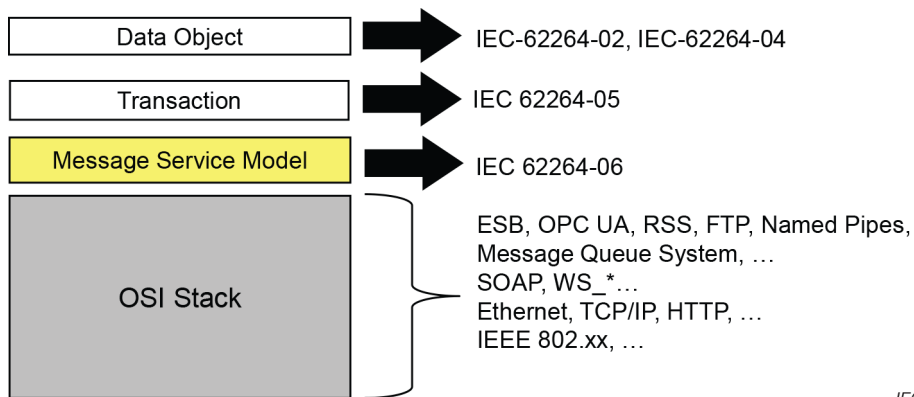 Data Object
IEC-62264-02, IEC-62264-04
Transaction
IEC 62264-05
Message Service Model
IEC 62264-06
OSI Stack
ESB, OPC UA, RSS, FTP, Named Pipes,
Message Queue System, …
SOAP, WS_*…
Ethernet, TCP/IP, HTTP, …
IEEE 802.xx, …